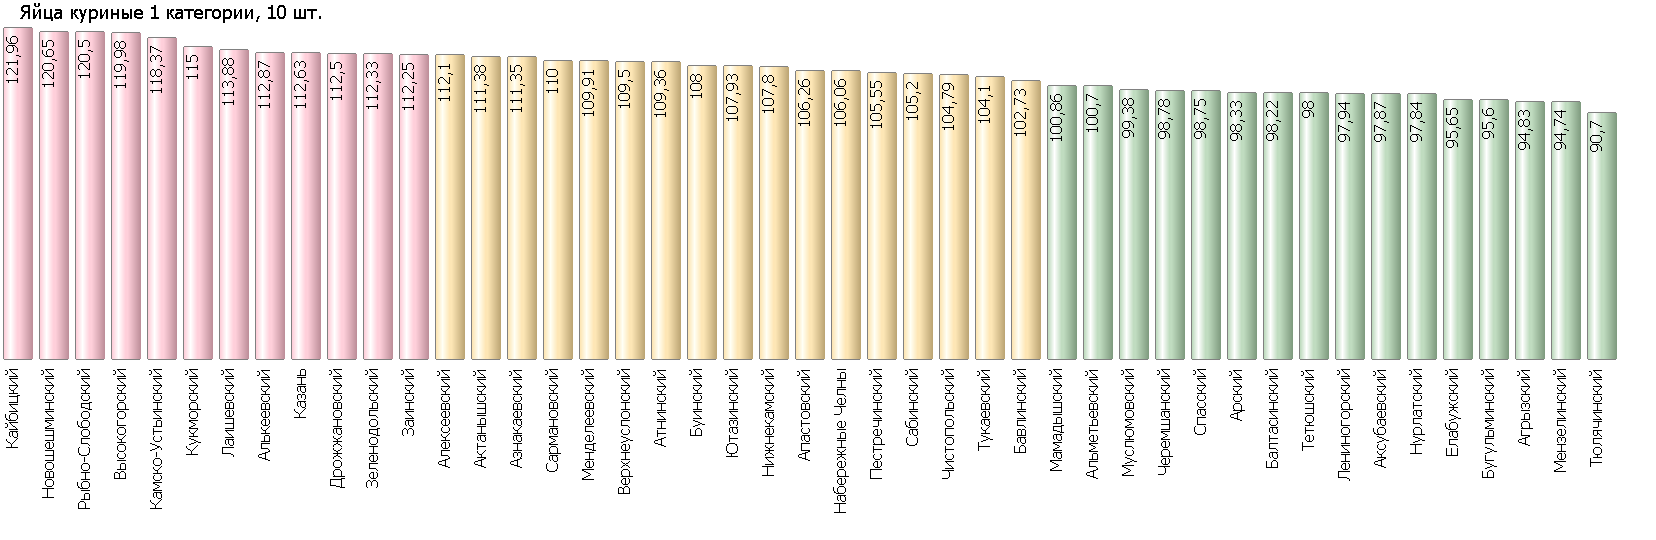 Яйца куриные 1 категории, 10 шт.
121,96
120,65
120,5
119,98
118,37
115
113,88
112,87
112,63
112,5
112,33
112,25
112,1
111,38
111,35
110
109,91
109,5
109,36
108
107,93
107,8
106,26
106,06
105,55
105,2
104,79
104,1
102,73
100,86
100,7
99,38
98,78
98,75
98,33
98,22
98
97,94
97,87
97,84
95,65
95,6
94,83
94,74
90,7
Кайбицкий
Новошешминский
Рыбно-Слободский
Высокогорский
Камско-Устьинский
Кукморский
Лаишевский
Алькеевский
Казань
Дрожжановский
Зеленодольский
Заинский
Алексеевский
Актанышский
Азнакаевский
Сармановский
Менделеевский
Верхнеуслонский
Атнинский
Буинский
Ютазинский
Нижнекамский
Апастовский
Набережные Челны
Пестречинский
Сабинский
Чистопольский
Тукаевский
Бавлинский
Мамадышский
Альметьевский
Муслюмовский
Черемшанский
Спасский
Арский
Балтасинский
Тетюшский
Лениногорский
Аксубаевский
Нурлатский
Елабужский
Бугульминский
Агрызский
Мензелинский
Тюлячинский